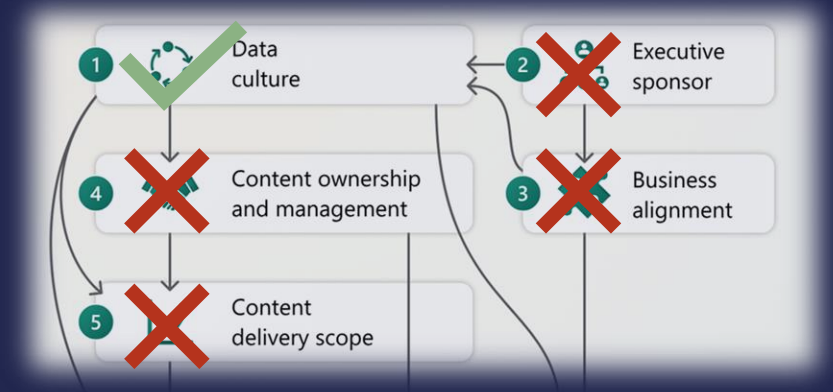 1
Data
culture
2
Executive
sponsor
4
Content ownership
and management
3
Business
alignment
5
Content
delivery scope